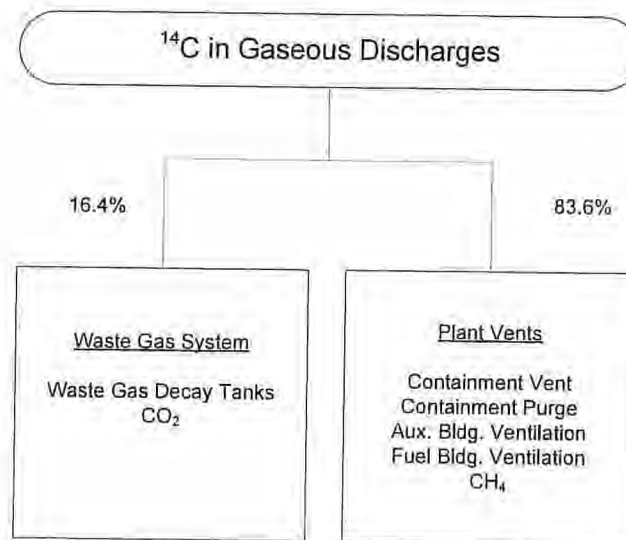 ¹⁴C in Gaseous Discharges
16.4%
83.6%
Waste Gas System
Waste Gas Decay Tanks
CO₂
Plant Vents
Containment Vent
Containment Purge
Aux. Bldg. Ventilation
Fuel Bldg. Ventilation
CH₄